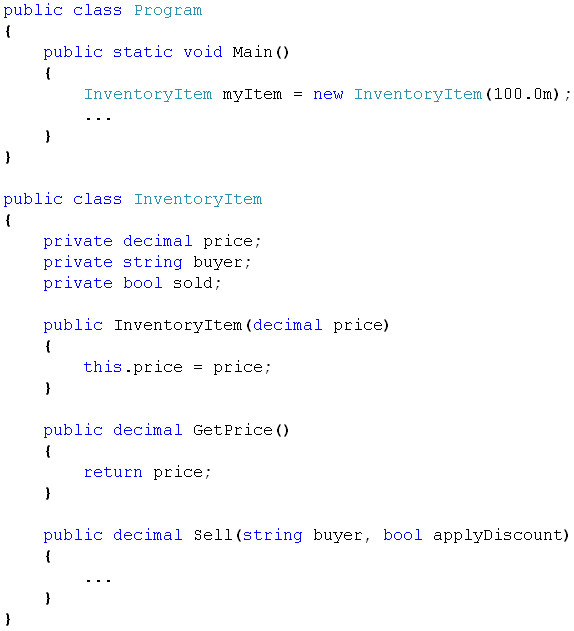 public class Program
{
    public static void Main()
    {
        InventoryItem myItem = new InventoryItem(100.0m);
        ...
    }
}

public class InventoryItem
{
    private decimal price;
    private string buyer;
    private bool sold;

    public InventoryItem(decimal price)
    {
        this.price = price;
    }

    public decimal GetPrice()
    {
        return price;
    }

    public decimal Sell(string buyer, bool applyDiscount)
    {
        ...
    }
}